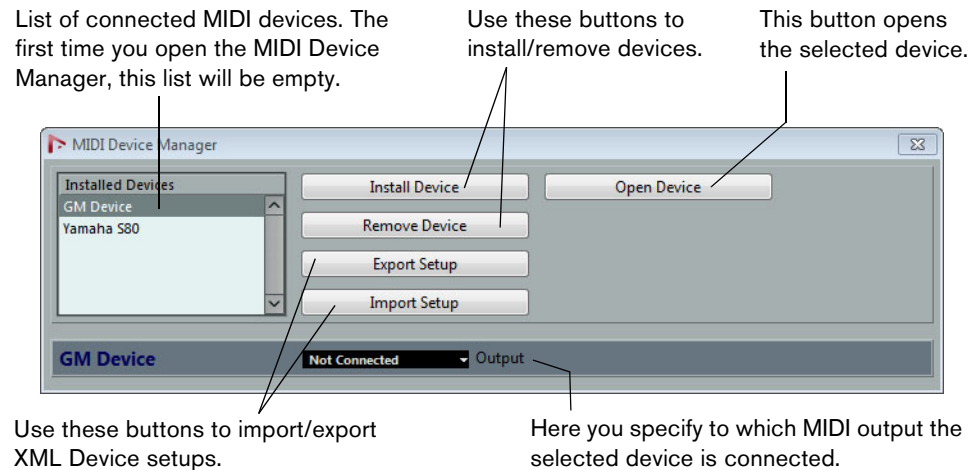 List of connected MIDI devices. The
first time you open the MIDI Device
Manager, this list will be empty.
Use these buttons to
install/remove devices.
This button opens
the selected device.
MIDI Device Manager
Installed Devices
GM Device
Yamaha S80
Install Device
Remove Device
Export Setup
Import Setup
Open Device
GM Device
Not Connected
Output
Use these buttons to import/export
XML Device setups.
Here you specify to which MIDI output the
selected device is connected.